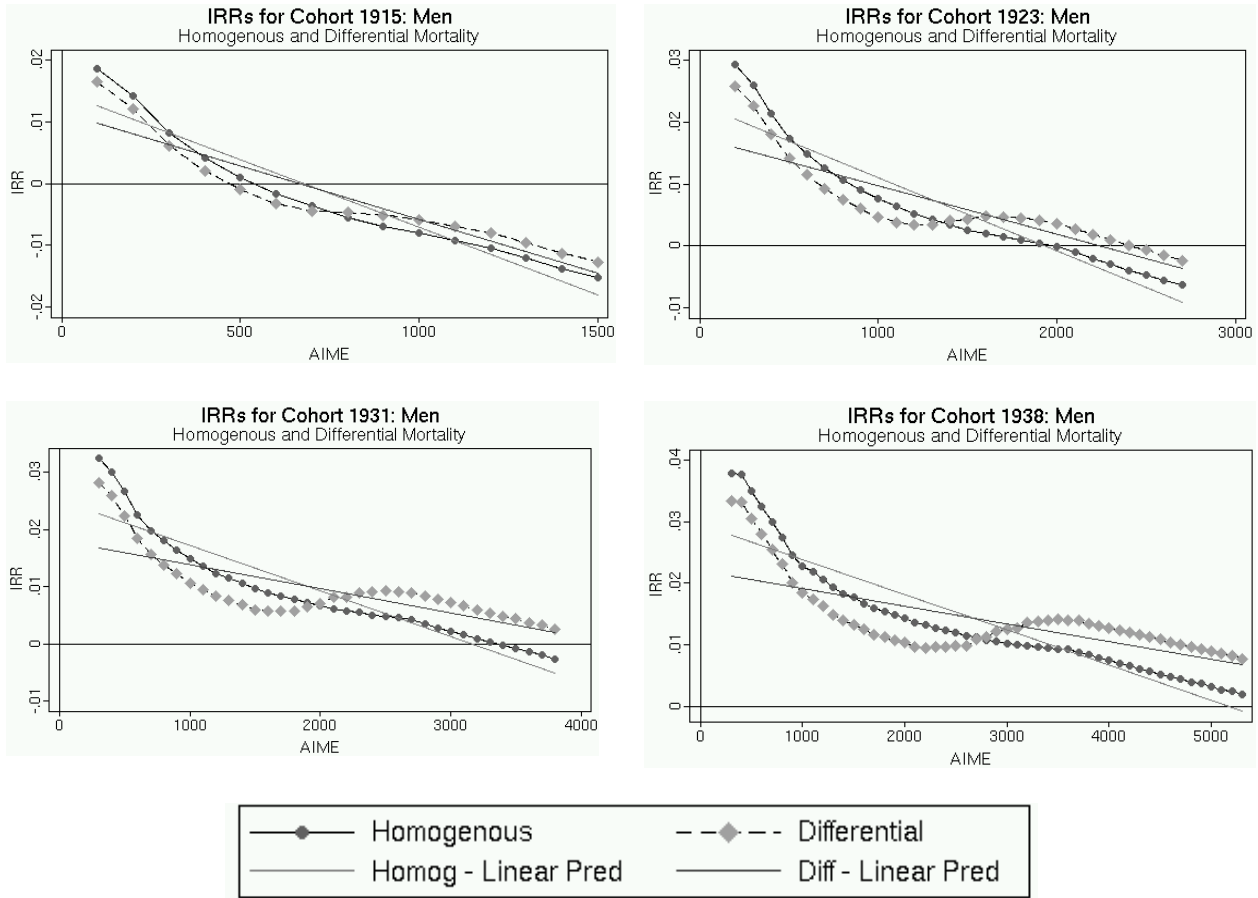 IRRs for Cohort 1915: Men
Homogenous and Differential Mortality
.02
.01
0
-.01
-.02
IRR
0 500 1000 1500
AIME
IRRs for Cohort 1923: Men
Homogenous and Differential Mortality
.03
.02
.01
0
-.01
IRR
0 1000 2000 3000
AIME
IRRs for Cohort 1931: Men
Homogenous and Differential Mortality
.03
.02
.01
0
-.01
IRR
0 1000 2000 3000 4000
AIME
IRRs for Cohort 1938: Men
Homogenous and Differential Mortality
.04
.03
.02
.01
0
IRR
0 1000 2000 3000 4000 5000
AIME
Homogenous Differential
Homog - Linear Pred Diff - Linear Pred